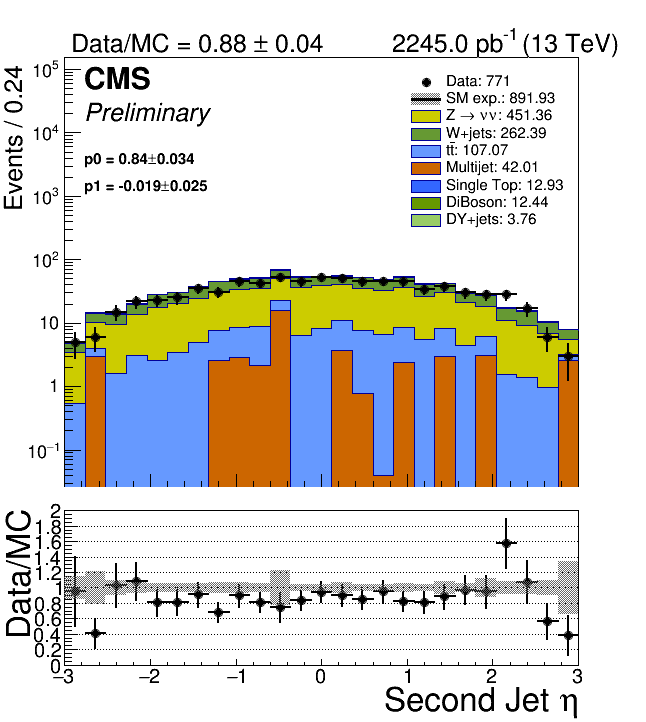 Data/MC = 0.88 ± 0.04 2245.0 pb⁻¹ (13 TeV)
CMS
Preliminary
p0 = 0.84±0.034
p1 = -0.019±0.025
Data: 771
SM exp.: 891.93
Z → νν: 451.36
W+jets: 262.39
tt̄: 107.07
Multijet: 42.01
Single Top: 12.93
DiBoson: 12.44
DY+jets: 3.76
Events / 0.24
10⁵
10⁴
10³
10²
10
1
10⁻¹
Data/MC
2
1.8
1.6
1.4
1.2
1
0.8
0.6
0.4
0.2
0
−3 −2 −1 0 1 2 3
Second Jet η